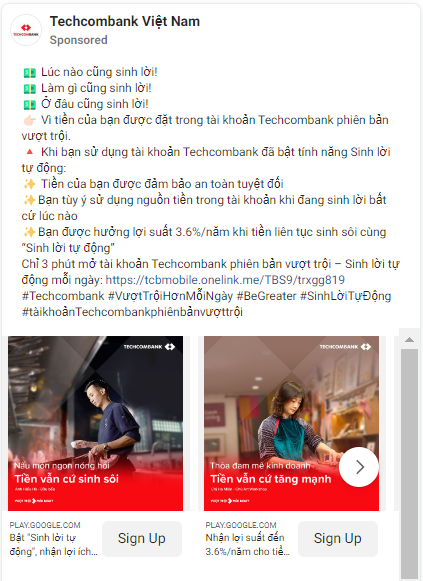 Techcombank Việt Nam
Sponsored
TECHCOMBANK
💵 Lúc nào cũng sinh lời!
💵 Làm gì cũng sinh lời!
💵 Ở đâu cũng sinh lời!
👉🏻 Vì tiền của bạn được đặt trong tài khoản Techcombank phiên bản
vượt trội.
🔺 Khi bạn sử dụng tài khoản Techcombank đã bật tính năng Sinh lời
tự động:
✨ Tiền của bạn được đảm bảo an toàn tuyệt đối
✨Bạn tùy ý sử dụng nguồn tiền trong tài khoản khi đang sinh lời bất
cứ lúc nào
✨Bạn được hưởng lợi suất 3.6%/năm khi tiền liên tục sinh sôi cùng
“Sinh lời tự động”
Chỉ 3 phút mở tài khoản Techcombank phiên bản vượt trội – Sinh lời tự
động mỗi ngày: https://tcbmobile.onelink.me/TBS9/trxgg819
#Techcombank #VượtTrộiHơnMỗiNgày #BeGreater #SinhLờiTựĐộng
#tàikhoảnTechcombankphiênbảnvượttrội
TECHCOMBANK
Nấu món ngon nóng hổi
Tiền vẫn cứ sinh sôi
VƯỢT TRỘI MỖI NGÀY
PLAY.GOOGLE.COM
Bật "Sinh lời tự
động", nhận lợi ích...
Sign Up
TECHCOMBANK
Thỏa đam mê kinh doanh
Tiền vẫn cứ tăng mạnh
VƯỢT TRỘI MỖI NGÀY
PLAY.GOOGLE.COM
Nhận lợi suất đến
3.6%/năm cho tiề...
Sign Up